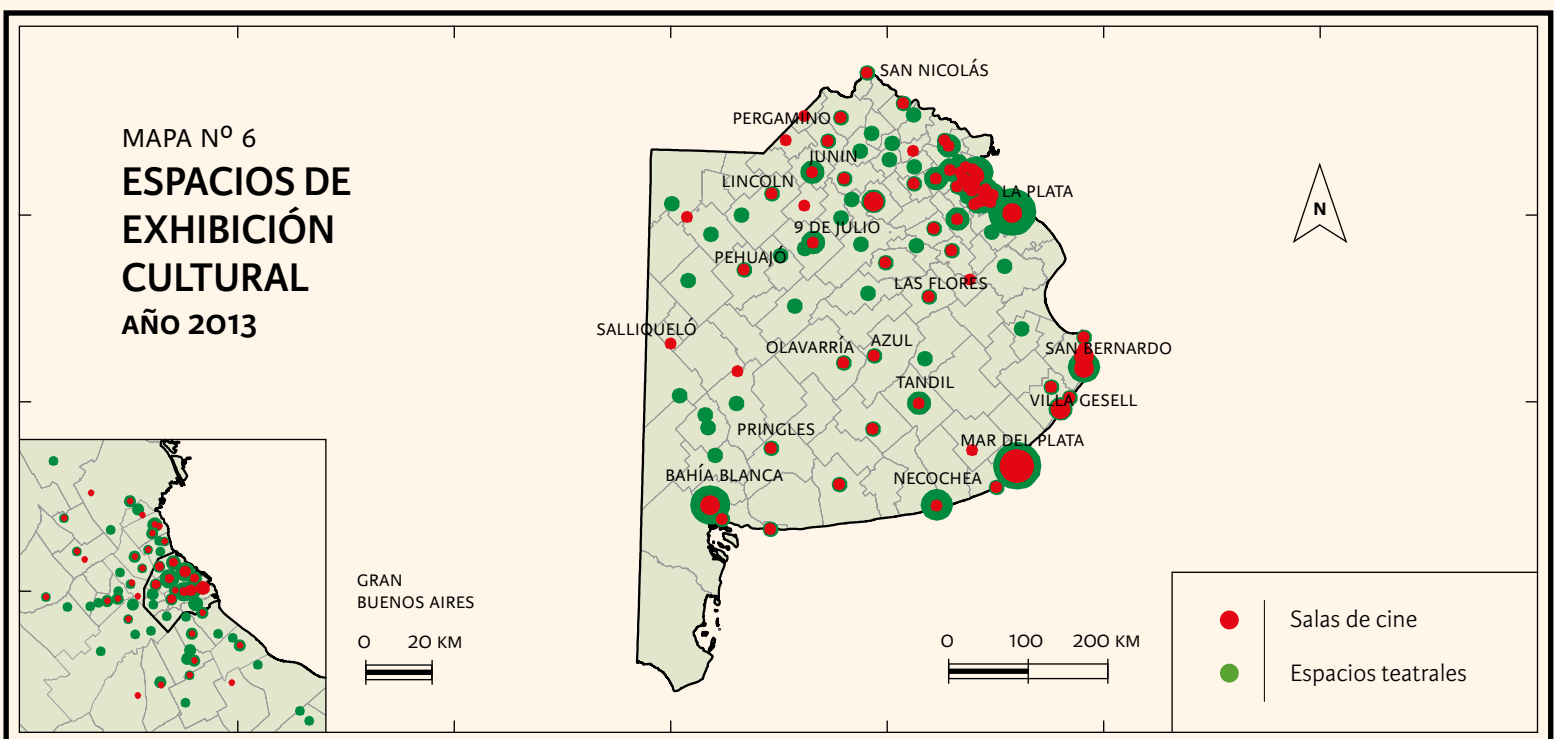 MAPA Nº 6
ESPACIOS DE
EXHIBICIÓN
CULTURAL
AÑO 2013
SAN NICOLÁS
PERGAMINO
JUNIN
LINCOLN
LA PLATA
9 DE JULIO
PEHUAJÓ
LAS FLORES
SALLIQUELÓ
OLAVARRÍA
AZUL
SAN BERNARDO
TANDIL
VILLA GESELL
PRINGLES
MAR DEL PLATA
BAHÍA BLANCA
NECOCHEA
N
GRAN
BUENOS AIRES
0 20 KM
0 100 200 KM
Salas de cine
Espacios teatrales